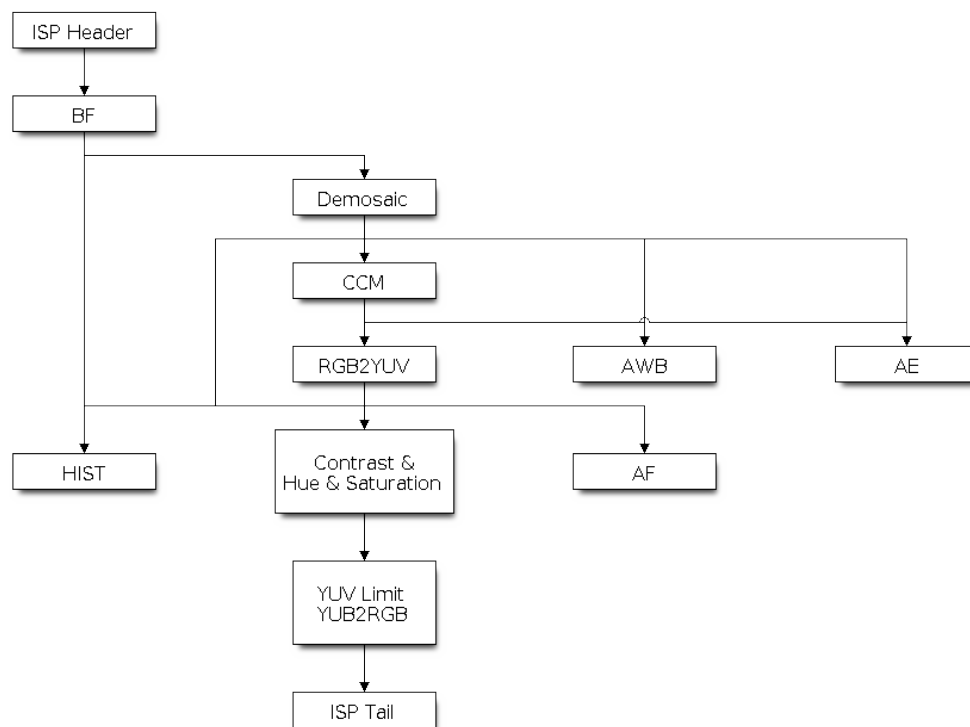 ISP Header
BF
Demosaic
CCM
RGB2YUV
AWB
AE
HIST
Contrast &
Hue & Saturation
AF
YUV Limit
YUB2RGB
ISP Tail